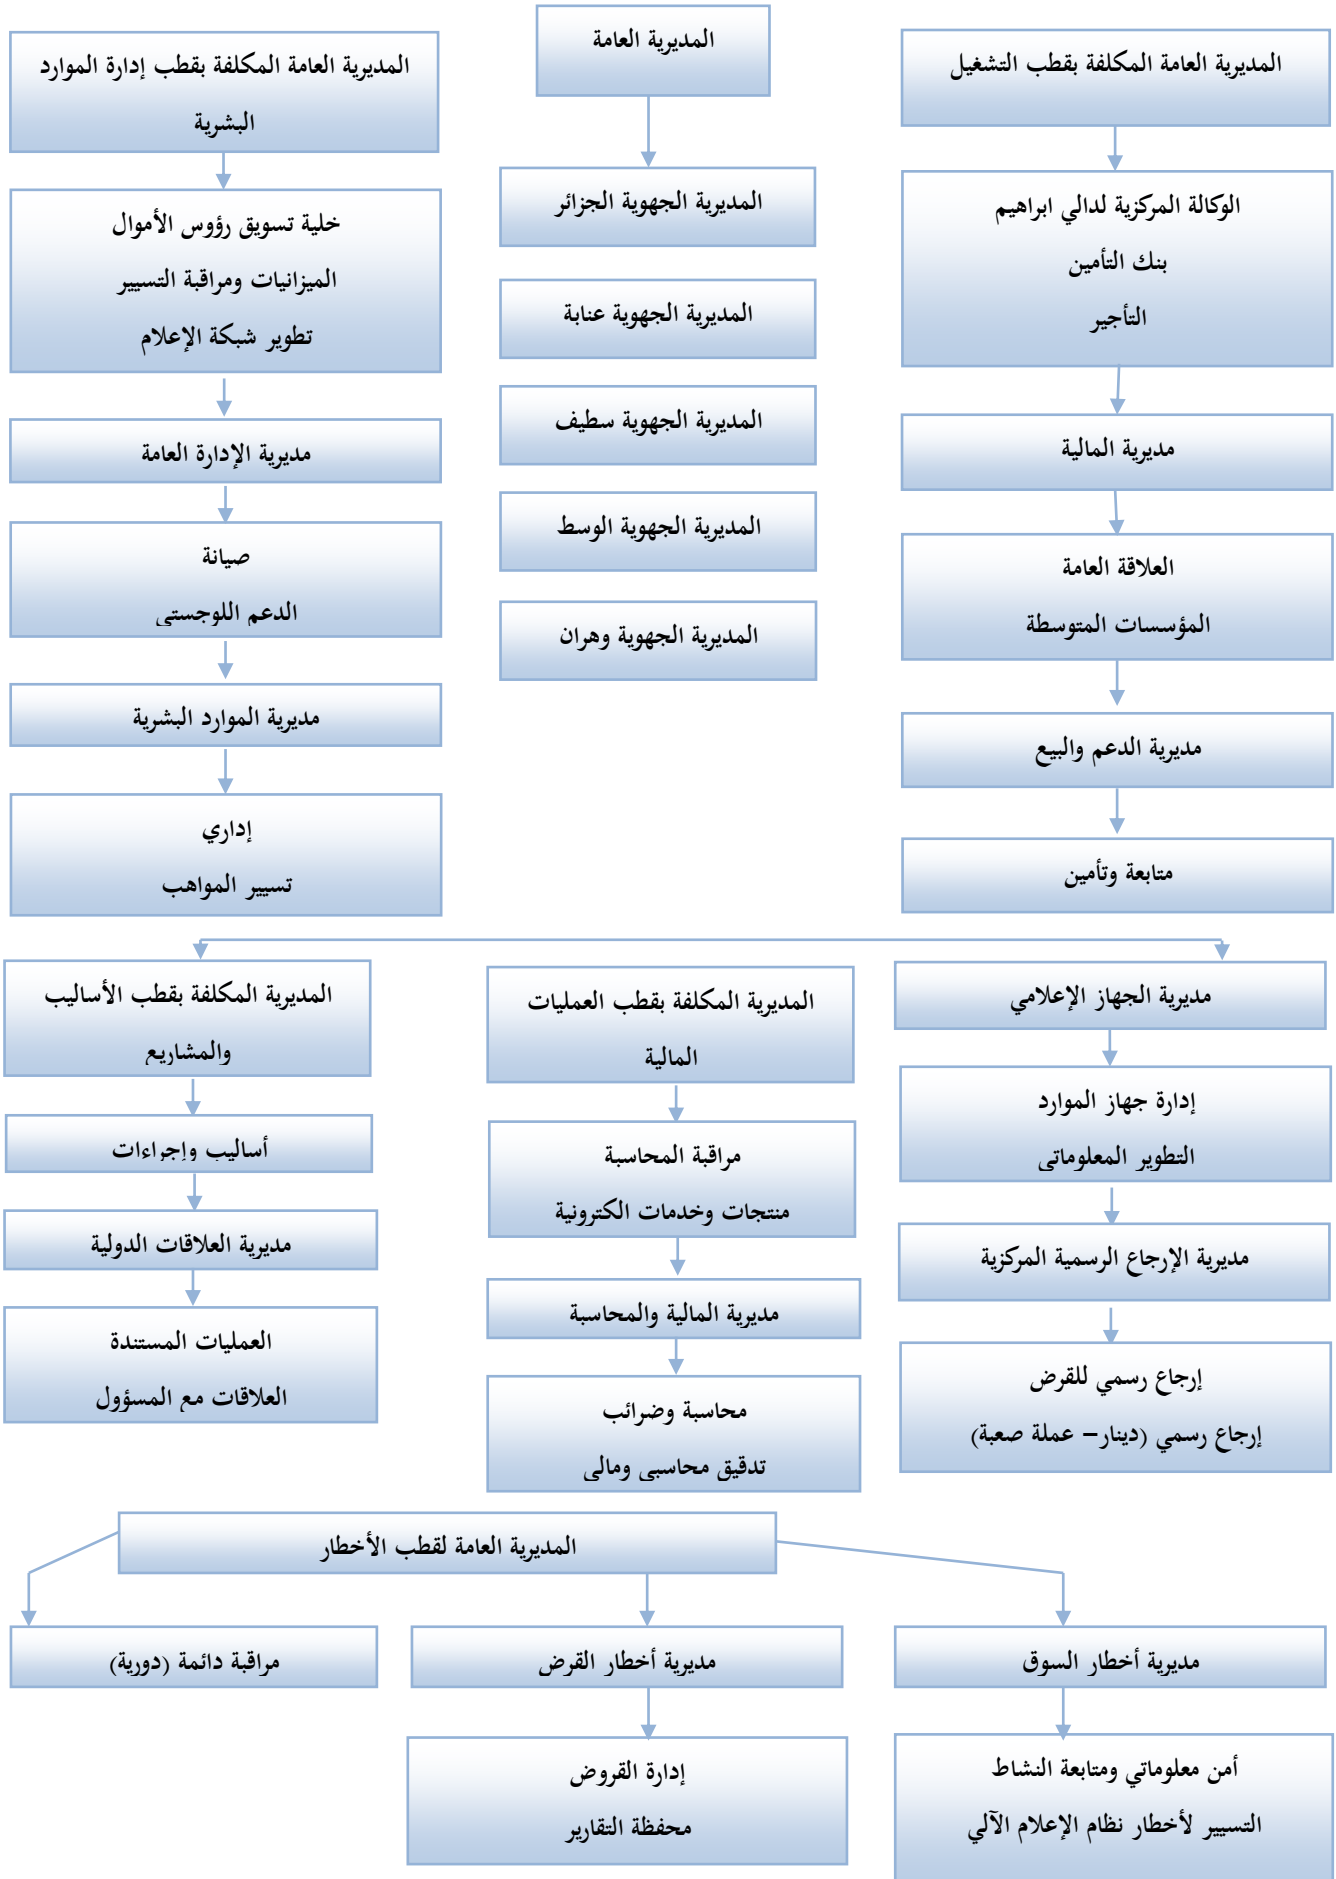 المديرية العامة
المديرية العامة المكلفة بقطب التشغيل
الوكالة المركزية لدالي ابراهيم
بنك التأمين
التأجير
مديرية المالية
العلاقة العامة
المؤسسات المتوسطة
مديرية الدعم والبيع
متابعة وتأمين
المديرية الجهوية الجزائر
المديرية الجهوية عنابة
المديرية الجهوية سطيف
المديرية الجهوية الوسط
المديرية الجهوية وهران
المديرية العامة المكلفة بقطب إدارة الموارد
البشرية
خلية تسويق رؤوس الأموال
الميزانيات ومراقبة التسيير
تطوير شبكة الإعلام
مديرية الإدارة العامة
صيانة
الدعم اللوجستي
مديرية الموارد البشرية
إداري
تسيير المواهب
مديرية الجهاز الإعلامي
إدارة جهاز الموارد
التطوير المعلوماتي
مديرية الإرجاع الرسمية المركزية
إرجاع رسمي للقرض
إرجاع رسمي (دينار– عملة صعبة)
المديرية المكلفة بقطب العمليات
المالية
مراقبة المحاسبة
منتجات وخدمات الكترونية
مديرية المالية والمحاسبة
محاسبة وضرائب
تدقيق محاسبي ومالي
المديرية المكلفة بقطب الأساليب
والمشاريع
أساليب وإجراءات
مديرية العلاقات الدولية
العمليات المستندة
العلاقات مع المسؤول
المديرية العامة لقطب الأخطار
مديرية أخطار السوق
أمن معلوماتي ومتابعة النشاط
التسيير لأخطار نظام الإعلام الآلي
مديرية أخطار القرض
إدارة القروض
محفظة التقارير
مراقبة دائمة (دورية)